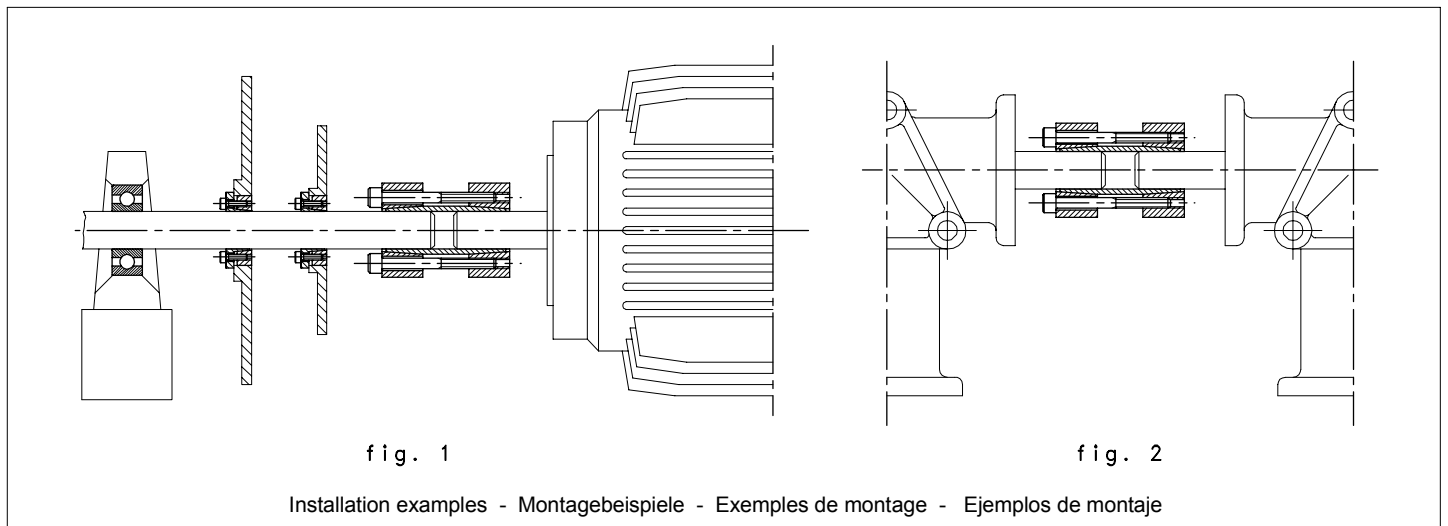 fig. 1
fig. 2
Installation examples - Montagebeispiele - Exemples de montage - Ejemplos de montaje